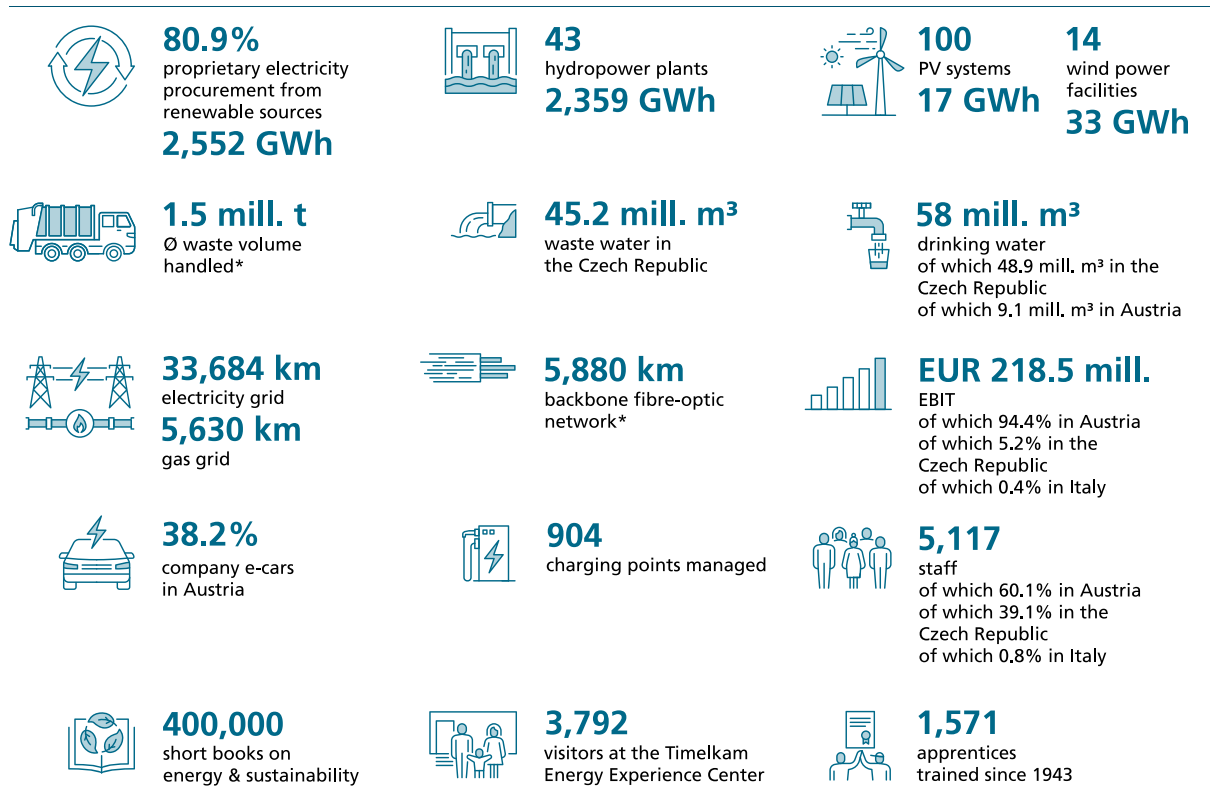 80.9%
proprietary electricity
procurement from
renewable sources
2,552 GWh
43
hydropower plants
2,359 GWh
100
PV systems
17 GWh
14
wind power
facilities
33 GWh
1.5 mill. t
Ø waste volume
handled*
45.2 mill. m³
waste water in
the Czech Republic
58 mill. m³
drinking water
of which 48.9 mill. m³ in the
Czech Republic
of which 9.1 mill. m³ in Austria
33,684 km
electricity grid
5,630 km
gas grid
5,880 km
backbone fibre-optic
network*
EUR 218.5 mill.
EBIT
of which 94.4% in Austria
of which 5.2% in the
Czech Republic
of which 0.4% in Italy
38.2%
company e-cars
in Austria
904
charging points managed
5,117
staff
of which 60.1% in Austria
of which 39.1% in the
Czech Republic
of which 0.8% in Italy
400,000
short books on
energy & sustainability
3,792
visitors at the Timelkam
Energy Experience Center
1,571
apprentices
trained since 1943